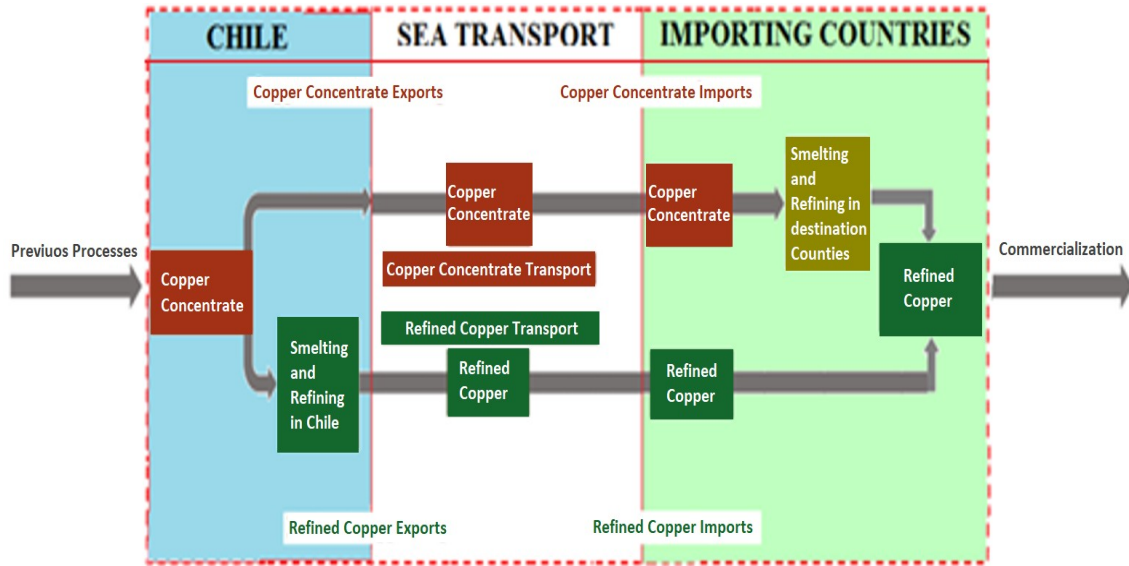 CHILE
SEA TRANSPORT
IMPORTING COUNTRIES
Copper Concentrate Exports
Copper Concentrate Imports
Previuos Processes
Copper
Concentrate
Smelting
and
Refining
in Chile
Copper
Concentrate
Copper Concentrate Transport
Refined Copper Transport
Refined
Copper
Copper
Concentrate
Refined
Copper
Smelting
and
Refining in
destination
Counties
Refined
Copper
Commercialization
Refined Copper Exports
Refined Copper Imports